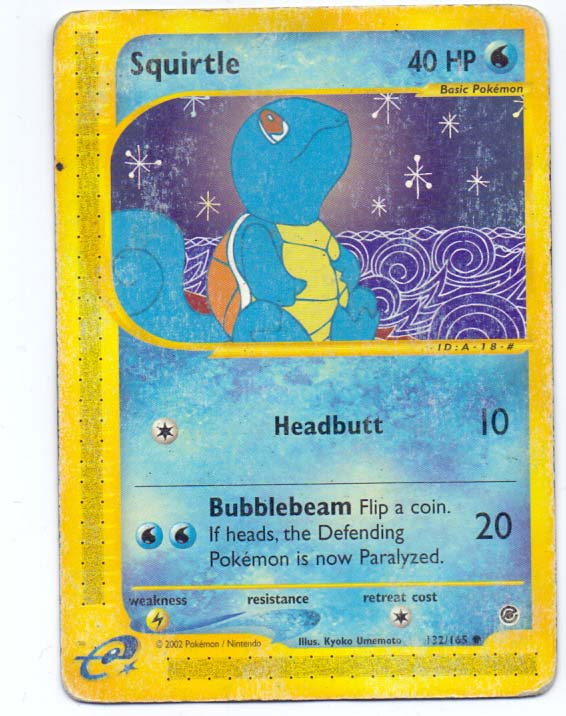 Squirtle 40 HP
Basic Pokémon
ID:A-18-#
Headbutt 10
Bubblebeam Flip a coin.
If heads, the Defending
Pokémon is now Paralyzed.
20
weakness resistance retreat cost
© 2002 Pokémon / Nintendo Illus. Kyoko Umemoto 132/165
e